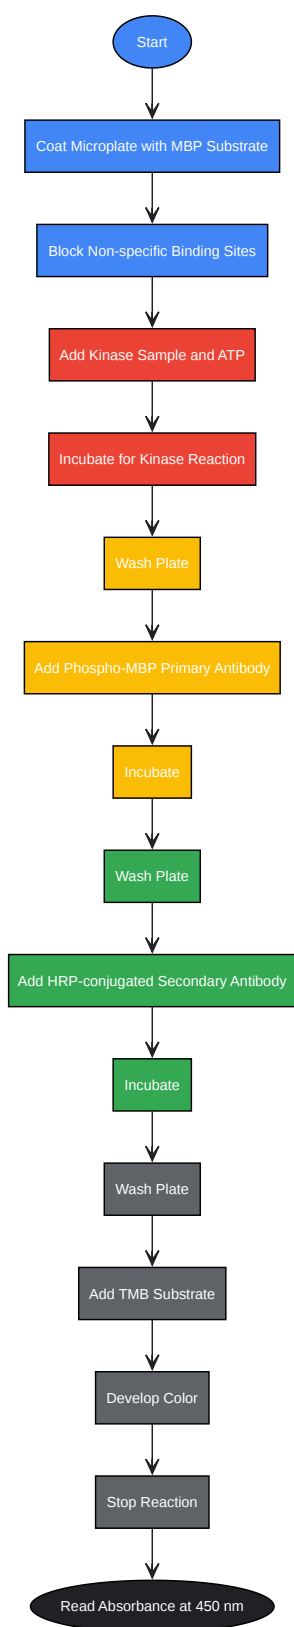 Start
Coat Microplate with MBP Substrate
Block Non-specific Binding Sites
Add Kinase Sample and ATP
Incubate for Kinase Reaction
Wash Plate
Add Phospho-MBP Primary Antibody
Incubate
Wash Plate
Add HRP-conjugated Secondary Antibody
Incubate
Wash Plate
Add TMB Substrate
Develop Color
Stop Reaction
Read Absorbance at 450 nm